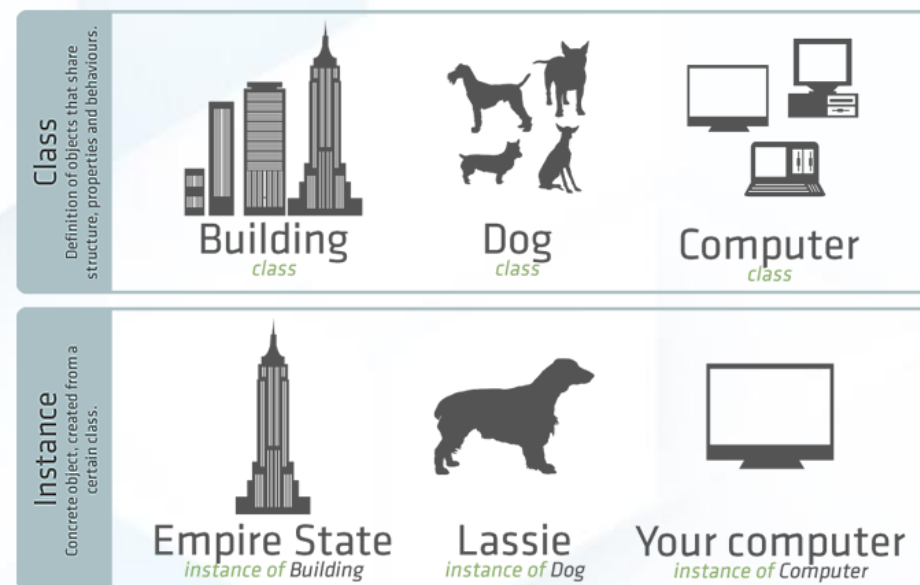 Class
Definition of objects that share
structure, properties and behaviours.
Building
class
Dog
class
Computer
class
Instance
Concrete object, created from a
certain class.
Empire State
instance of Building
Lassie
instance of Dog
Your computer
instance of Computer